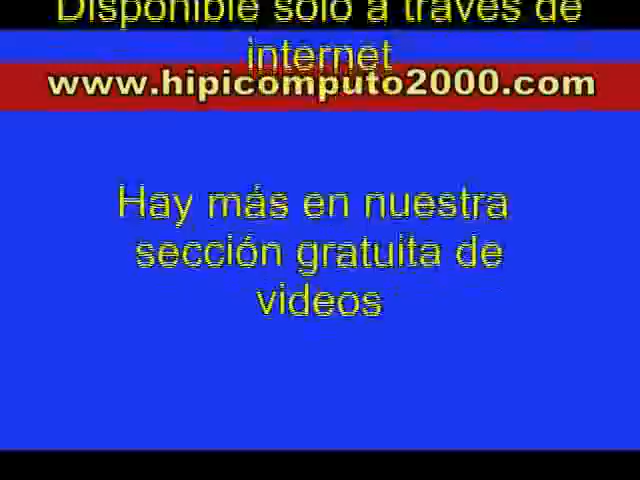 Disponible solo a través de
internet
www.hipicomputo2000.com
Hay más en nuestra
sección gratuita de
videos